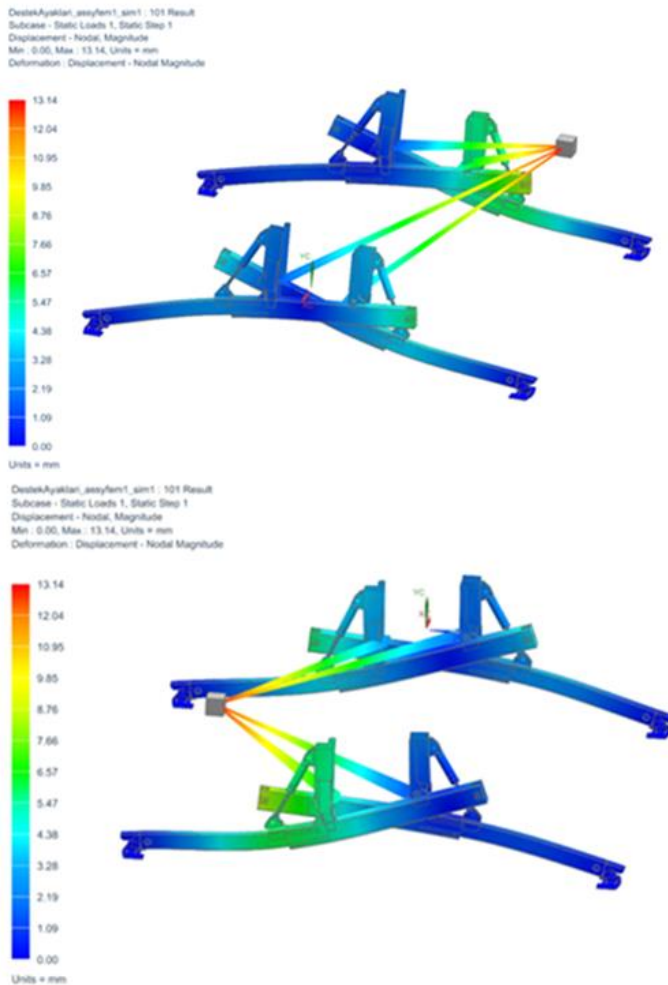 DestekAyaklari_assyfem1_sim1 : 101 Result
Subcase - Static Loads 1, Static Step 1
Displacement - Nodal, Magnitude
Min : 0.00, Max : 13.14, Units = mm
Deformation : Displacement - Nodal Magnitude
13.14
12.04
10.95
9.85
8.76
7.66
6.57
5.47
4.38
3.28
2.19
1.09
0.00
Units = mm
YC
DestekAyaklari_assyfem1_sim1 : 101 Result
Subcase - Static Loads 1, Static Step 1
Displacement - Nodal, Magnitude
Min : 0.00, Max : 13.14, Units = mm
Deformation : Displacement - Nodal Magnitude
13.14
12.04
10.95
9.85
8.76
7.66
6.57
5.47
4.38
3.28
2.19
1.09
0.00
Units = mm
YC